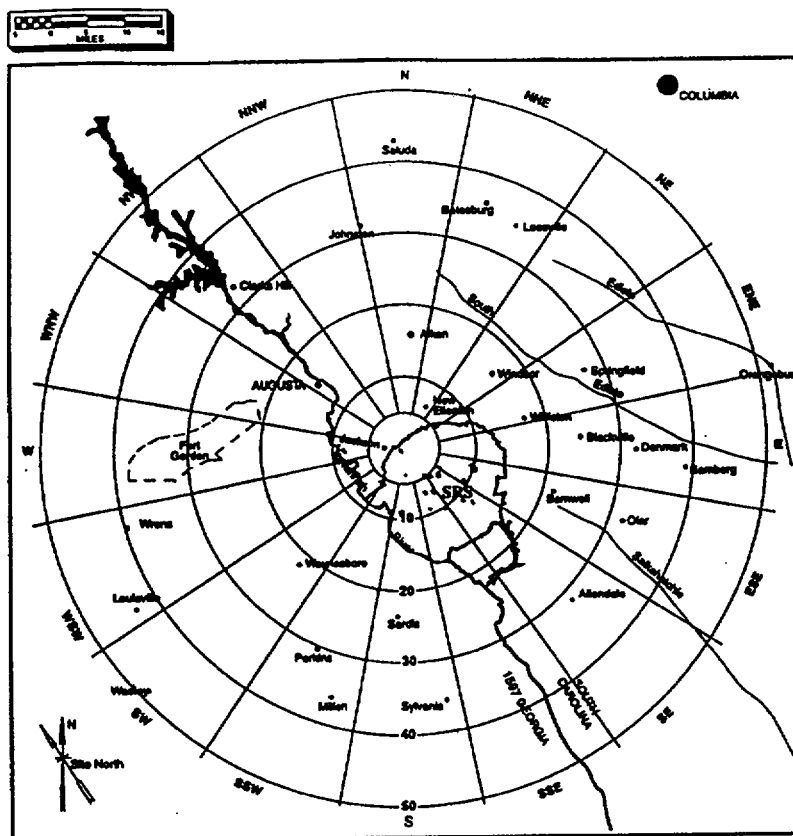 MILES
N
COLUMBIA
NNW
NNE
Saluda
NE
Batesburg
Leesville
Johnston
Clarks Hill
Edisto
ENE
WNW
South
Aiken
AUGUSTA
Windsor
Springfield
Orangeburg
Edisto
New Ellenton
Williston
W
Fort Gordon
Jackson
Blackville
Denmark
E
Bamberg
SRS
Barnwell
10
Olar
Wrens
Salkehatchie
Waynesboro
20
Allendale
ESE
Louisville
Sardis
WSW
Perkins
30
Wadley
Millen
Sylvania
1597 GEORGIA
SOUTH CAROLINA
SE
SW
N
40
Site North
SSW
SSE
50
S